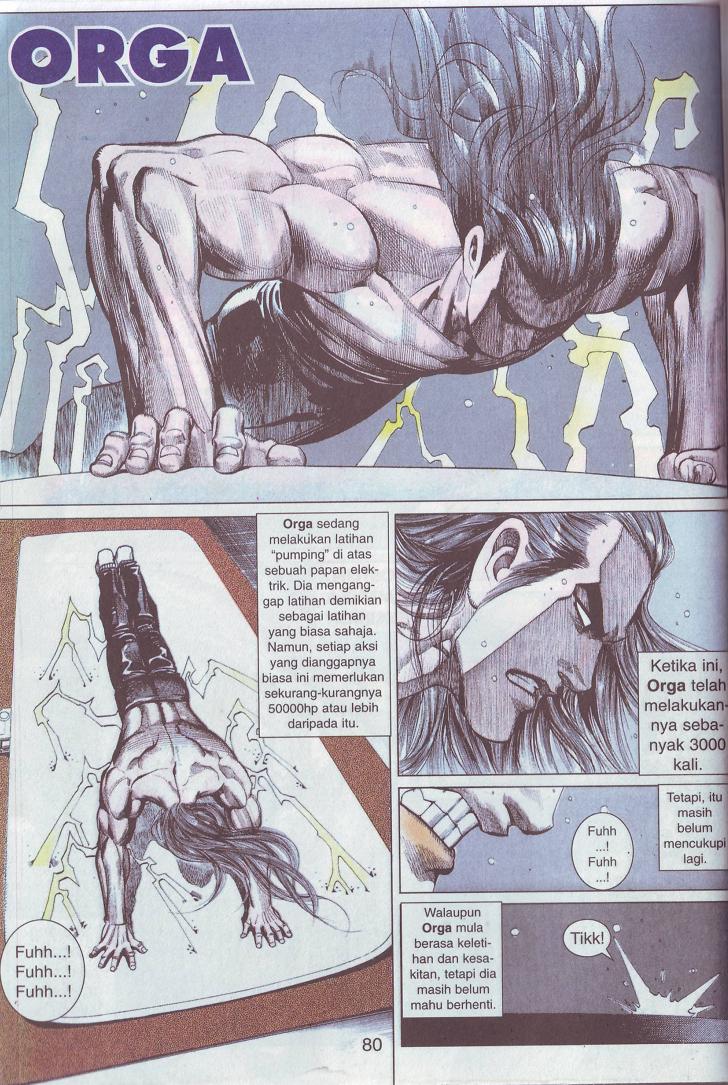 ORGA
Orga sedang
melakukan latihan
“pumping” di atas
sebuah papan elek-
trik. Dia mengang-
gap latihan demikian
sebagai latihan
yang biasa sahaja.
Namun, setiap aksi
yang dianggapnya
biasa ini memerlukan
sekurang-kurangnya
50000hp atau lebih
daripada itu.
Fuhh...!
Fuhh...!
Fuhh...!
Ketika ini,
Orga telah
melakukan-
nya seba-
nyak 3000
kali.
Tetapi, itu
masih
belum
mencukupi
lagi.
Fuhh
...!
Fuhh
...!
Walaupun
Orga mula
berasa keleti-
han dan kesa-
kitan, tetapi dia
masih belum
mahu berhenti.
Tikk!
80